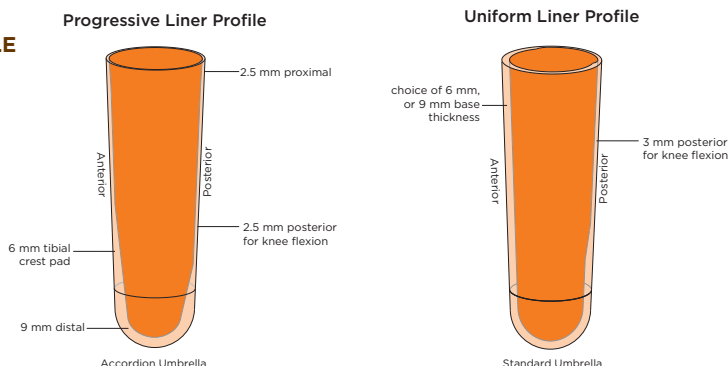 Progressive Liner Profile
LE
2.5 mm proximal
Anterior
Posterior
2.5 mm posterior
for knee flexion
6 mm tibial
crest pad
9 mm distal
Accordion Umbrella
Uniform Liner Profile
choice of 6 mm,
or 9 mm base
thickness
3 mm posterior
for knee flexion
Anterior
Posterior
Standard Umbrella